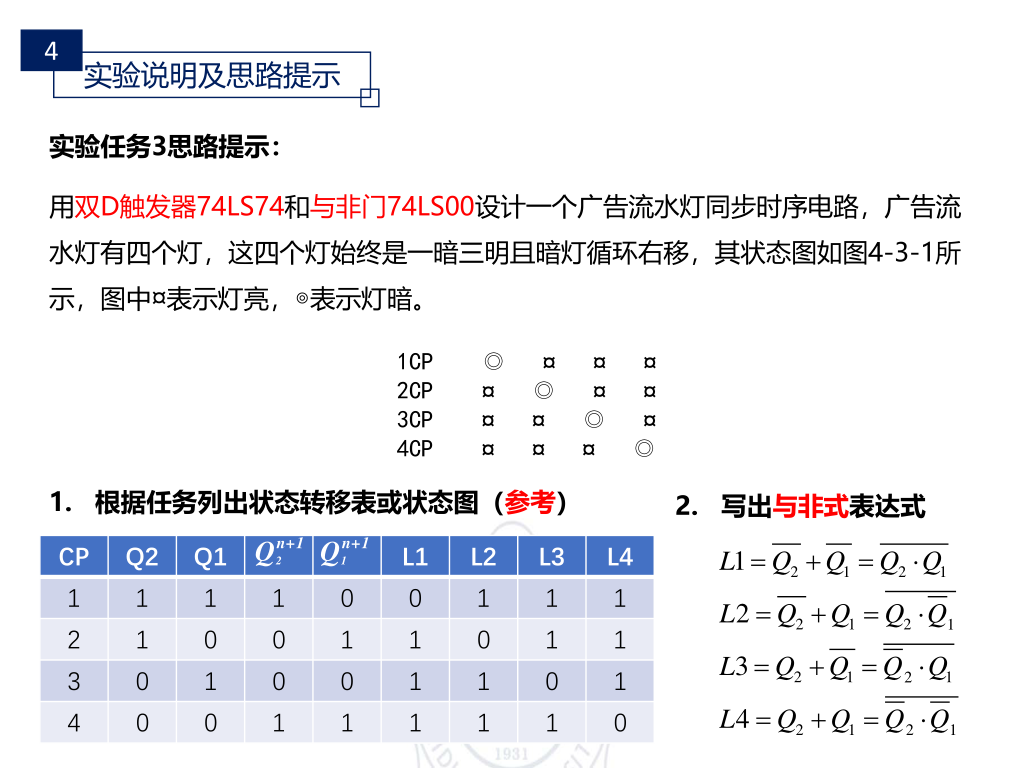 4
实验说明及思路提示
实验任务3思路提示：
用双D触发器74LS74和与非门74LS00设计一个广告流水灯同步时序电路，广告流
水灯有四个灯，这四个灯始终是一暗三明且暗灯循环右移，其状态图如图4-3-1所
示，图中¤表示灯亮，◎表示灯暗。
1CP ◎ ¤ ¤ ¤
2CP ¤ ◎ ¤ ¤
3CP ¤ ¤ ◎ ¤
4CP ¤ ¤ ¤ ◎
1. 根据任务列出状态转移表或状态图（参考）
CP Q2 Q1 Q₂ⁿ⁺¹ Q₁ⁿ⁺¹ L1 L2 L3 L4
1 1 1 1 0 0 1 1 1
2 1 0 0 1 1 0 1 1
3 0 1 0 0 1 1 0 1
4 0 0 1 1 1 1 1 0
2. 写出与非式表达式
$L1 = \overline{Q_2} + \overline{Q_1} = \overline{Q_2 \cdot Q_1}$
$L2 = \overline{Q_2} + Q_1 = \overline{Q_2 \cdot \overline{Q}_1}$
$L3 = Q_2 + \overline{Q_1} = \overline{\overline{Q}_2 \cdot Q_1}$
$L4 = Q_2 + Q_1 = \overline{\overline{Q}_2 \cdot \overline{Q}_1}$
1931